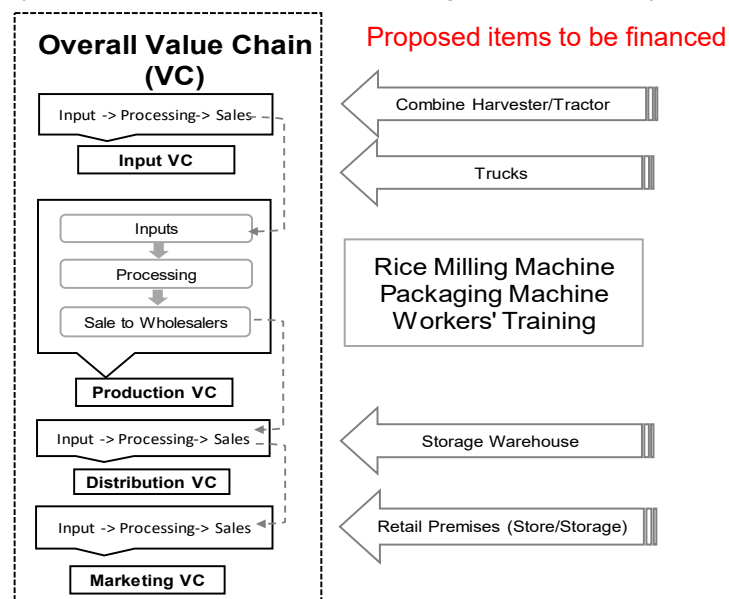 Overall Value Chain
(VC)
Proposed items to be financed
Input -> Processing-> Sales
Input VC
Combine Harvester/Tractor
Trucks
Inputs
Processing
Sale to Wholesalers
Production VC
Rice Milling Machine
Packaging Machine
Workers' Training
Input -> Processing-> Sales
Distribution VC
Storage Warehouse
Input -> Processing-> Sales
Marketing VC
Retail Premises (Store/Storage)